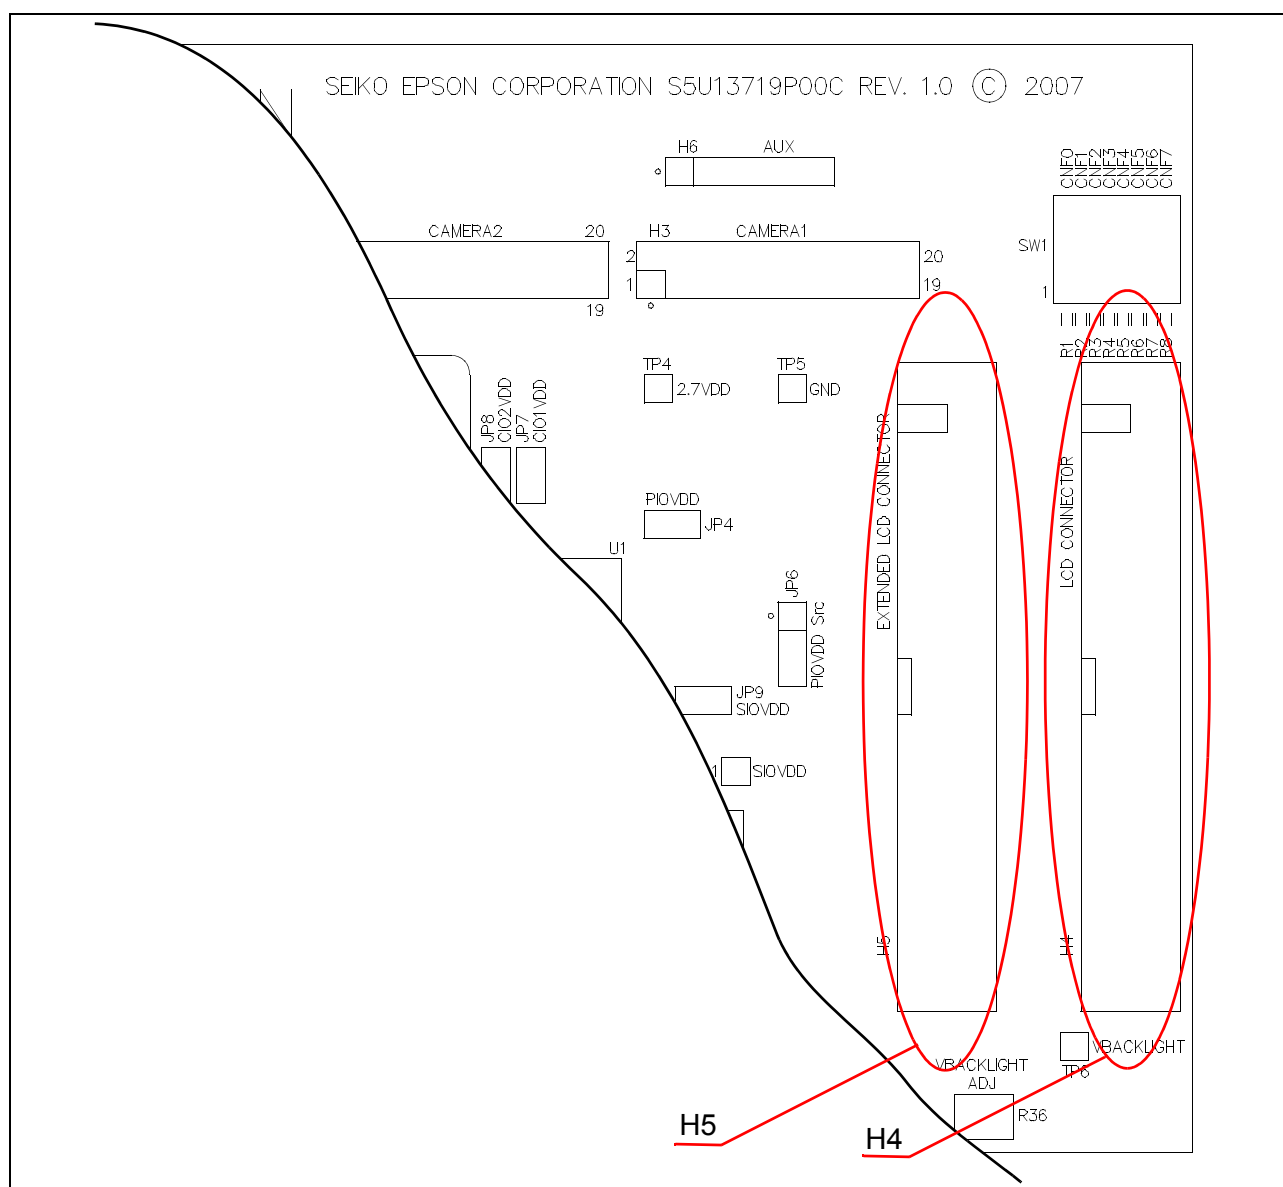 SEIKO EPSON CORPORATION S5U13719P00C REV. 1.0 © 2007
H6 AUX
CNF0
CNF1
CNF2
CNF3
CNF4
CNF5
CNF6
CNF7
CAMERA2 20
19
H3 CAMERA1
2 20
1 19
SW1
1
R1
R2
R3
R4
R5
R6
R7
R8
TP4
2.7VDD
TP5
GND
JP8
CIO2VDD
JP7
CIO1VDD
PIOVDD
JP4
U1
JP6
PIOVDD Src
JP9
SIOVDD
1 SIOVDD
EXTENDED LCD CONNECTOR
H5
LCD CONNECTOR
H4
VBACKLIGHT
TP6
VBACKLIGHT
ADJ
R36
H5
H4